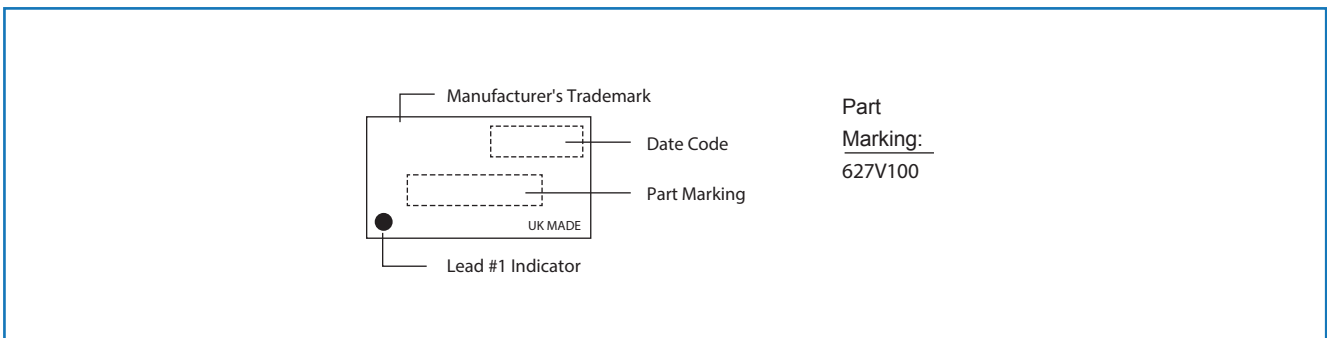 Manufacturer's Trademark
Date Code
Part Marking
UK MADE
Lead #1 Indicator
Part
Marking:
627V100